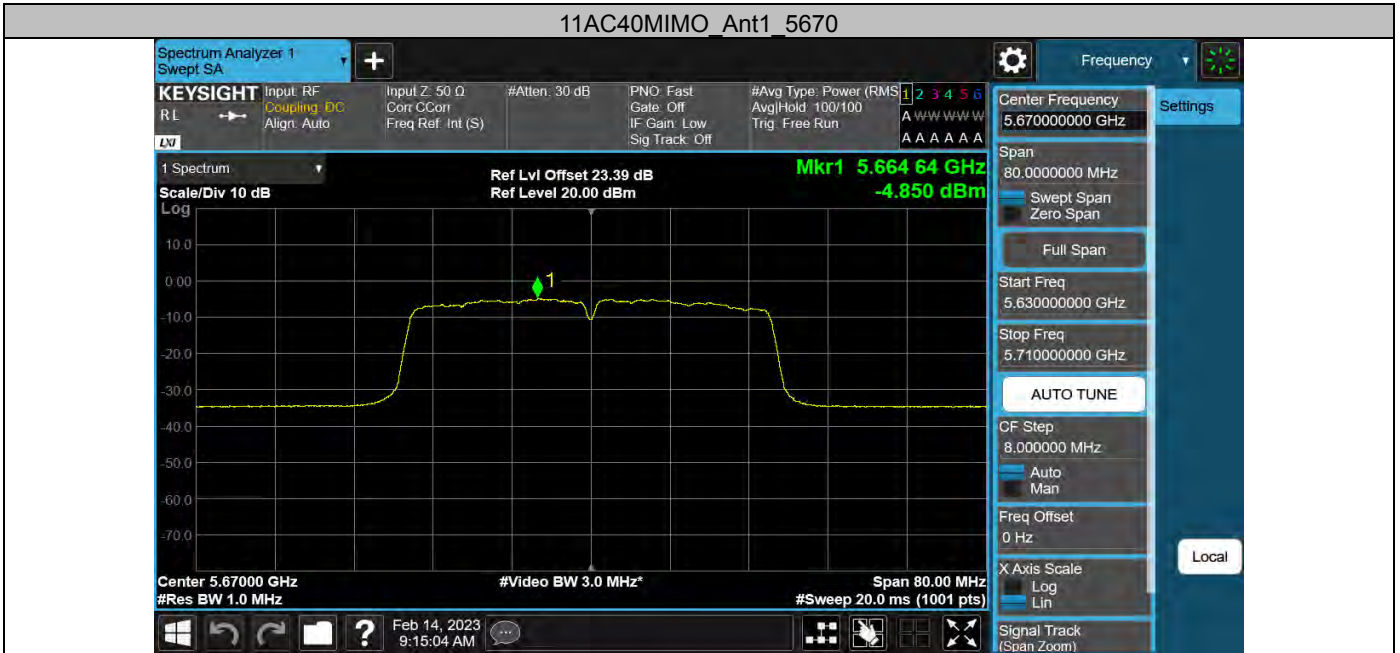 11AC40MIMO_Ant1_5670
Spectrum Analyzer 1
Swept SA
Frequency
KEYSIGHT
RL
LXI
Input: RF
Coupling: DC
Align: Auto
Input Z: 50 Ω
Corr CCorr
Freq Ref: Int (S)
#Atten: 30 dB
PNO: Fast
Gate: Off
IF Gain: Low
Sig Track: Off
#Avg Type: Power (RMS
Avg|Hold: 100/100
Trig: Free Run
1 2 3 4 5 6
A W W W W W
A A A A A A
1 Spectrum
Scale/Div 10 dB
Ref Lvl Offset 23.39 dB
Ref Level 20.00 dBm
Mkr1 5.664 64 GHz
-4.850 dBm
Log
10.0
0.00
-10.0
-20.0
-30.0
-40.0
-50.0
-60.0
-70.0
1
Center 5.67000 GHz
#Video BW 3.0 MHz*
Span 80.00 MHz
#Res BW 1.0 MHz
#Sweep 20.0 ms (1001 pts)
Center Frequency
5.670000000 GHz
Settings
Span
80.0000000 MHz
Swept Span
Zero Span
Full Span
Start Freq
5.630000000 GHz
Stop Freq
5.710000000 GHz
AUTO TUNE
CF Step
8.000000 MHz
Auto
Man
Freq Offset
0 Hz
Local
X Axis Scale
Log
Lin
Signal Track
(Span Zoom)
?
Feb 14, 2023
9:15:04 AM